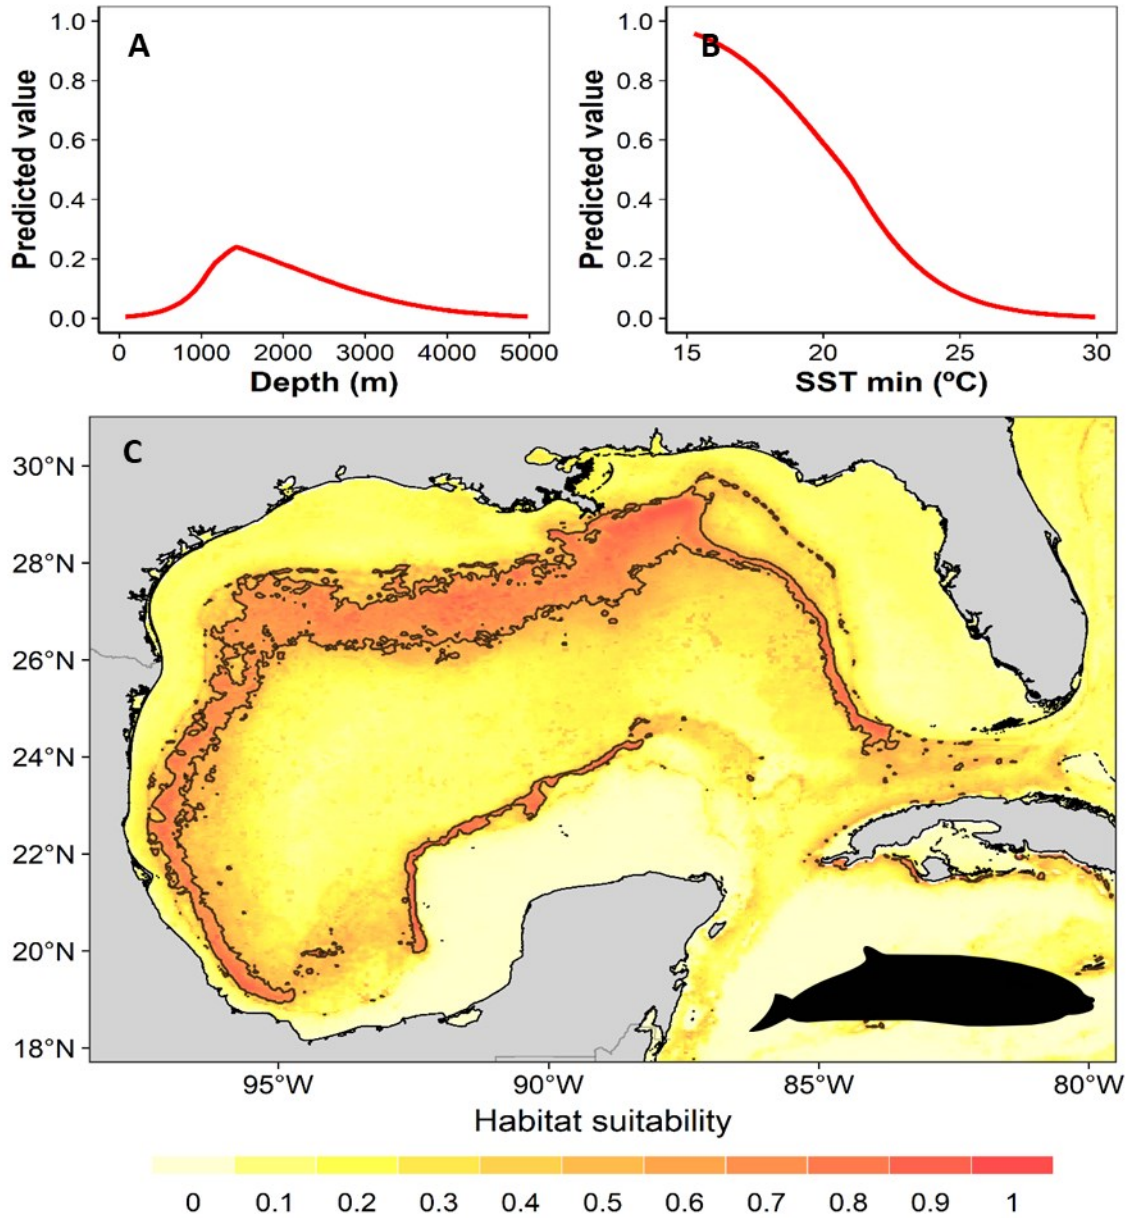 A
Predicted value
1.0
0.8
0.6
0.4
0.2
0.0
0 1000 2000 3000 4000 5000
Depth (m)
B
Predicted value
1.0
0.8
0.6
0.4
0.2
0.0
15 20 25 30
SST min (ºC)
C
30°N
28°N
26°N
24°N
22°N
20°N
18°N
95°W 90°W 85°W 80°W
Habitat suitability
0 0.1 0.2 0.3 0.4 0.5 0.6 0.7 0.8 0.9 1